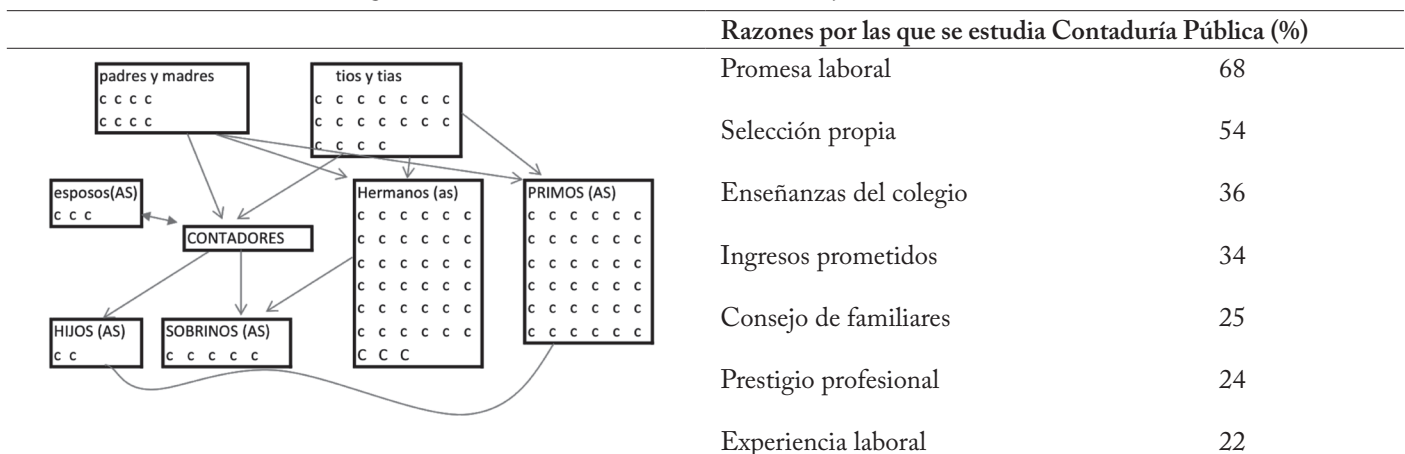 Razones por las que se estudia Contaduría Pública (%)
padres y madres
c c c c
c c c c
tios y tias
c c c c c c c
c c c c c c c
c c c c
esposos(AS)
c c c
CONTADORES
Hermanos (as)
c c c c c c
c c c c c c
c c c c c c
c c c c c c
c c c c c c
c c c c c c
C C C
PRIMOS (AS)
c c c c c c
c c c c c c
c c c c c c
c c c c c c
c c c c c c
c c c c c c
HIJOS (AS)
c c
SOBRINOS (AS)
c c c c c
Promesa laboral 68
Selección propia 54
Enseñanzas del colegio 36
Ingresos prometidos 34
Consejo de familiares 25
Prestigio profesional 24
Experiencia laboral 22